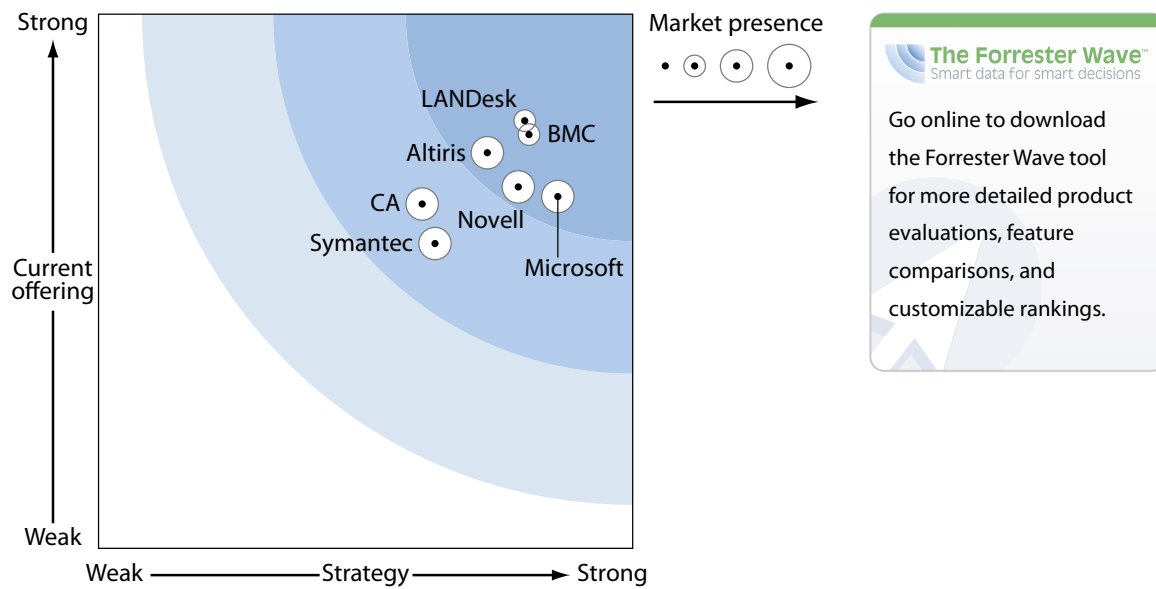 Strong
Current
offering
Weak
Weak
Strategy
Strong
LANDesk
BMC
Altiris
CA
Novell
Symantec
Microsoft
Market presence
The Forrester Wave™
Smart data for smart decisions
Go online to download
the Forrester Wave tool
for more detailed product
evaluations, feature
comparisons, and
customizable rankings.